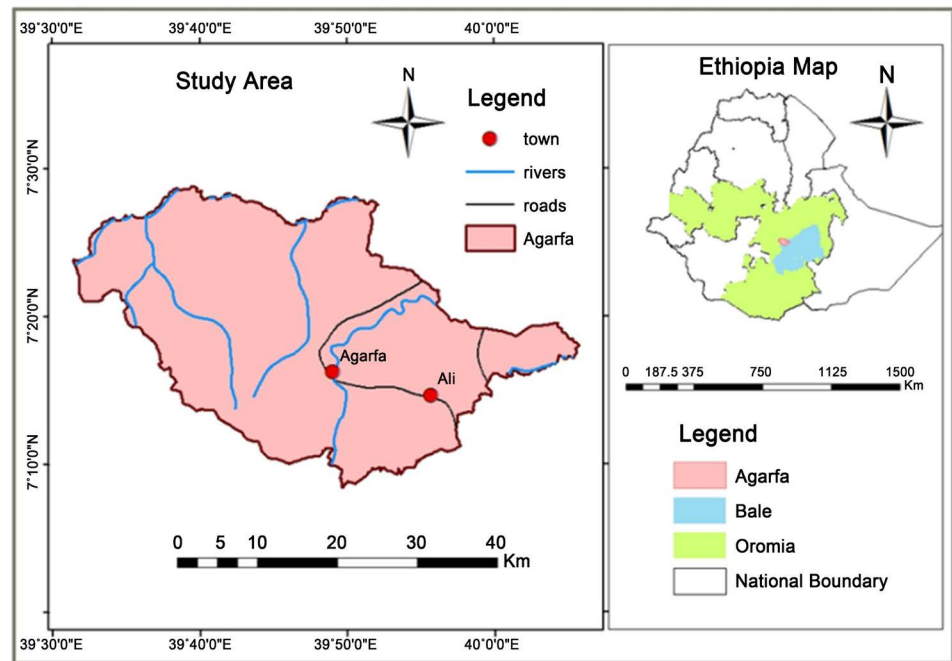 39°30'0"E 39°40'0"E 39°50'0"E 40°0'0"E
Study Area
N
Legend
town
rivers
roads
Agarfa
7°30'0"N
7°20'0"N
7°10'0"N
Agarfa
Ali
0 5 10 20 30 40
Km
39°30'0"E 39°40'0"E 39°50'0"E 40°0'0"E
Ethiopia Map
N
0 187.5 375 750 1125 1500
Km
Legend
Agarfa
Bale
Oromia
National Boundary